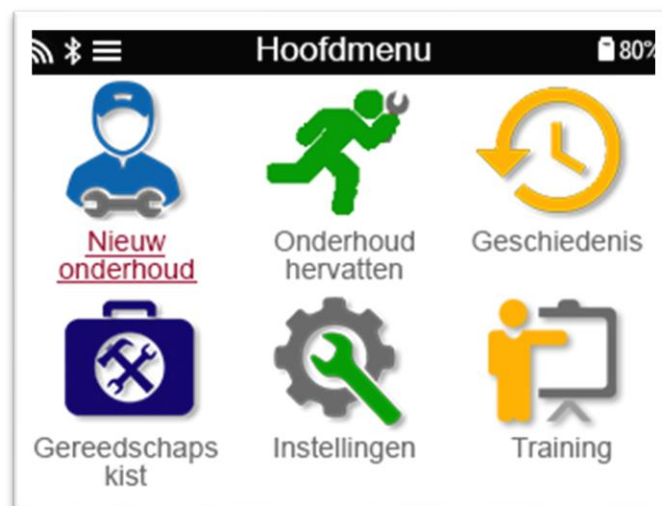 Hoofdmenu
80%
Nieuw
onderhoud
Onderhoud
hervatten
Geschiedenis
Gereedschaps
kist
Instellingen
Training